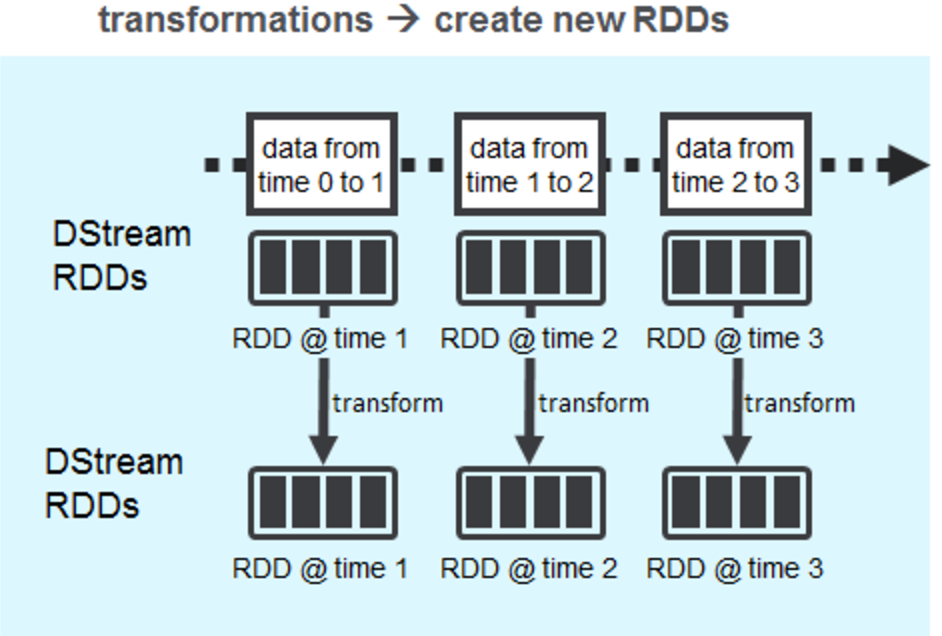 transformations → create new RDDs
data from
time 0 to 1
data from
time 1 to 2
data from
time 2 to 3
DStream
RDDs
RDD @ time 1
RDD @ time 2
RDD @ time 3
transform
transform
transform
DStream
RDDs
RDD @ time 1
RDD @ time 2
RDD @ time 3